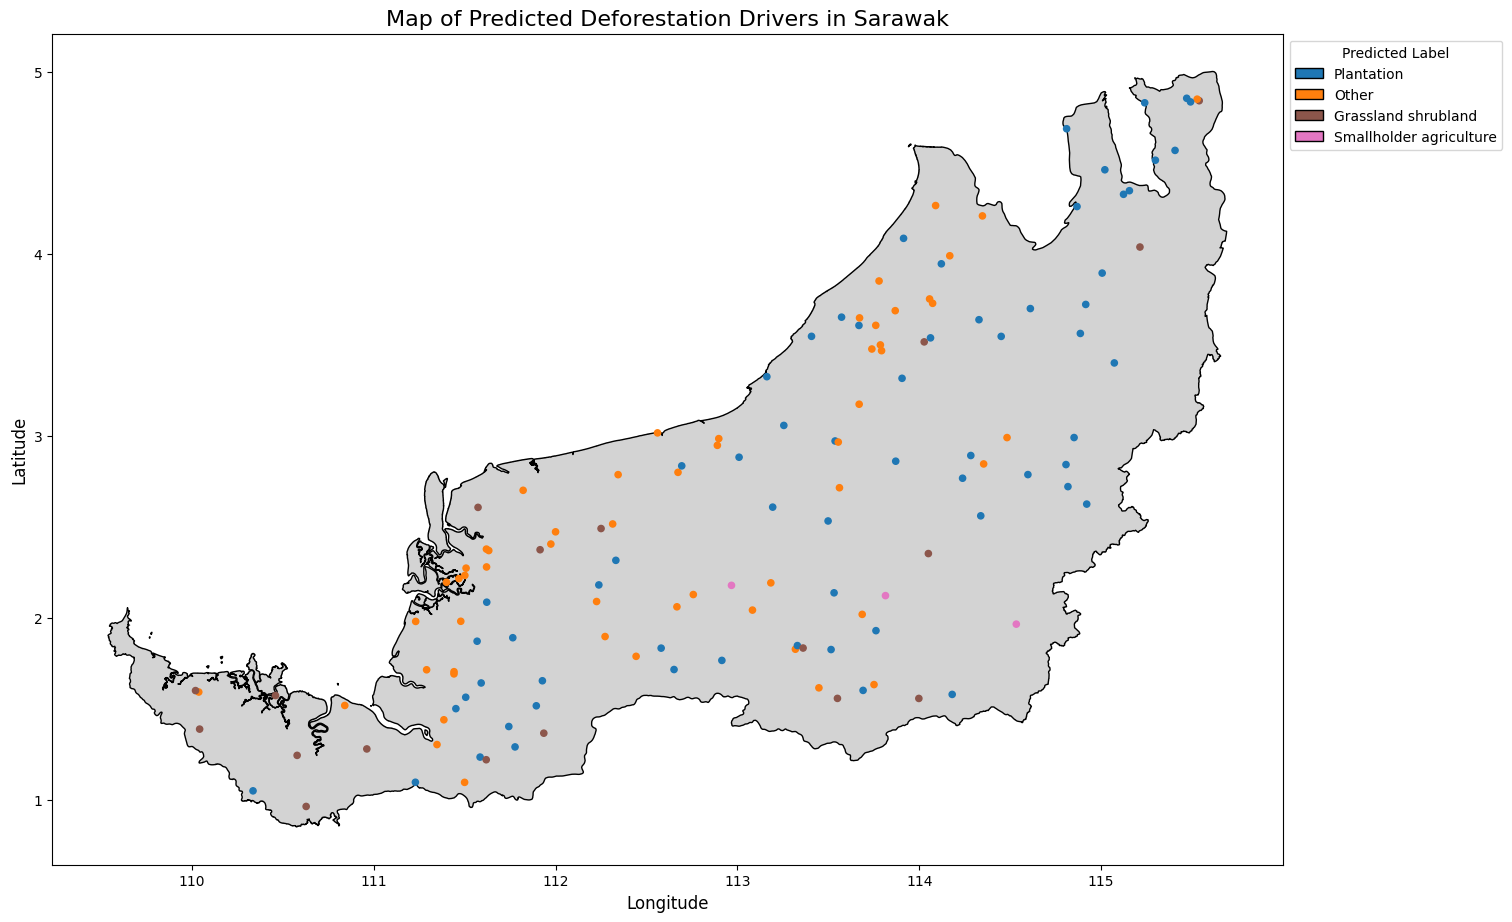 Map of Predicted Deforestation Drivers in Sarawak
Predicted Label
Plantation
Other
Grassland shrubland
Smallholder agriculture
Latitude
5
4
3
2
1
110 111 112 113 114 115
Longitude